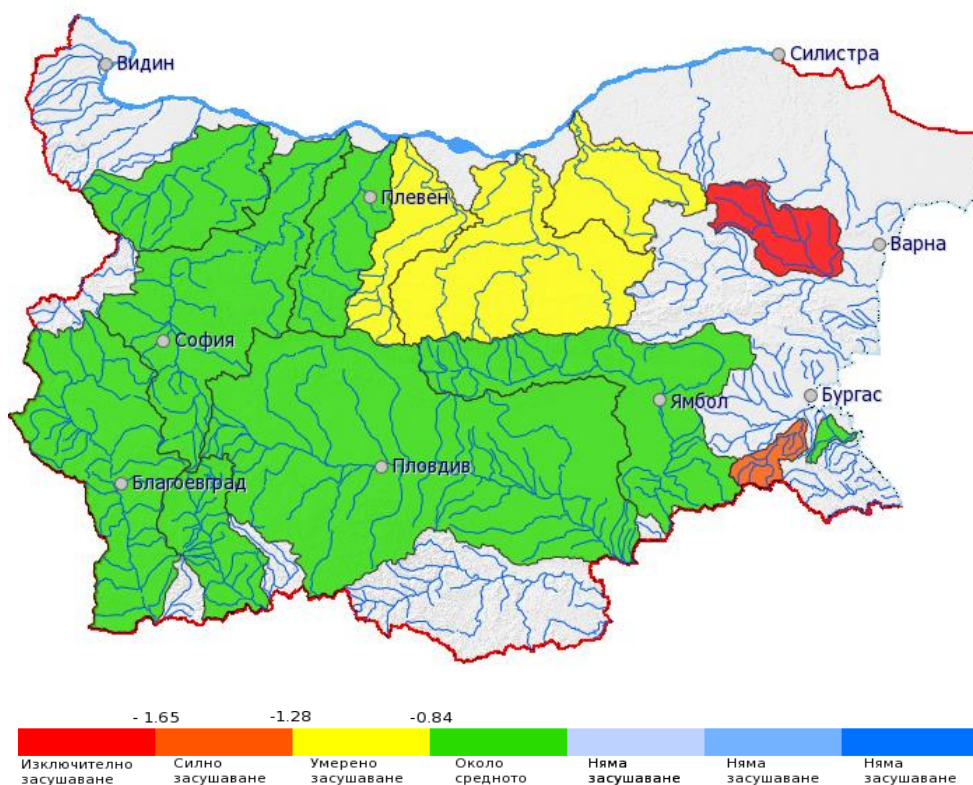 Видин
Силистра
Плевен
Варна
София
Бургас
Ямбол
Пловдив
Благоевград
- 1.65
-1.28
-0.84
Изключително
засушаване
Силно
засушаване
Умерено
засушаване
Около
средното
Няма
засушаване
Няма
засушаване
Няма
засушаване